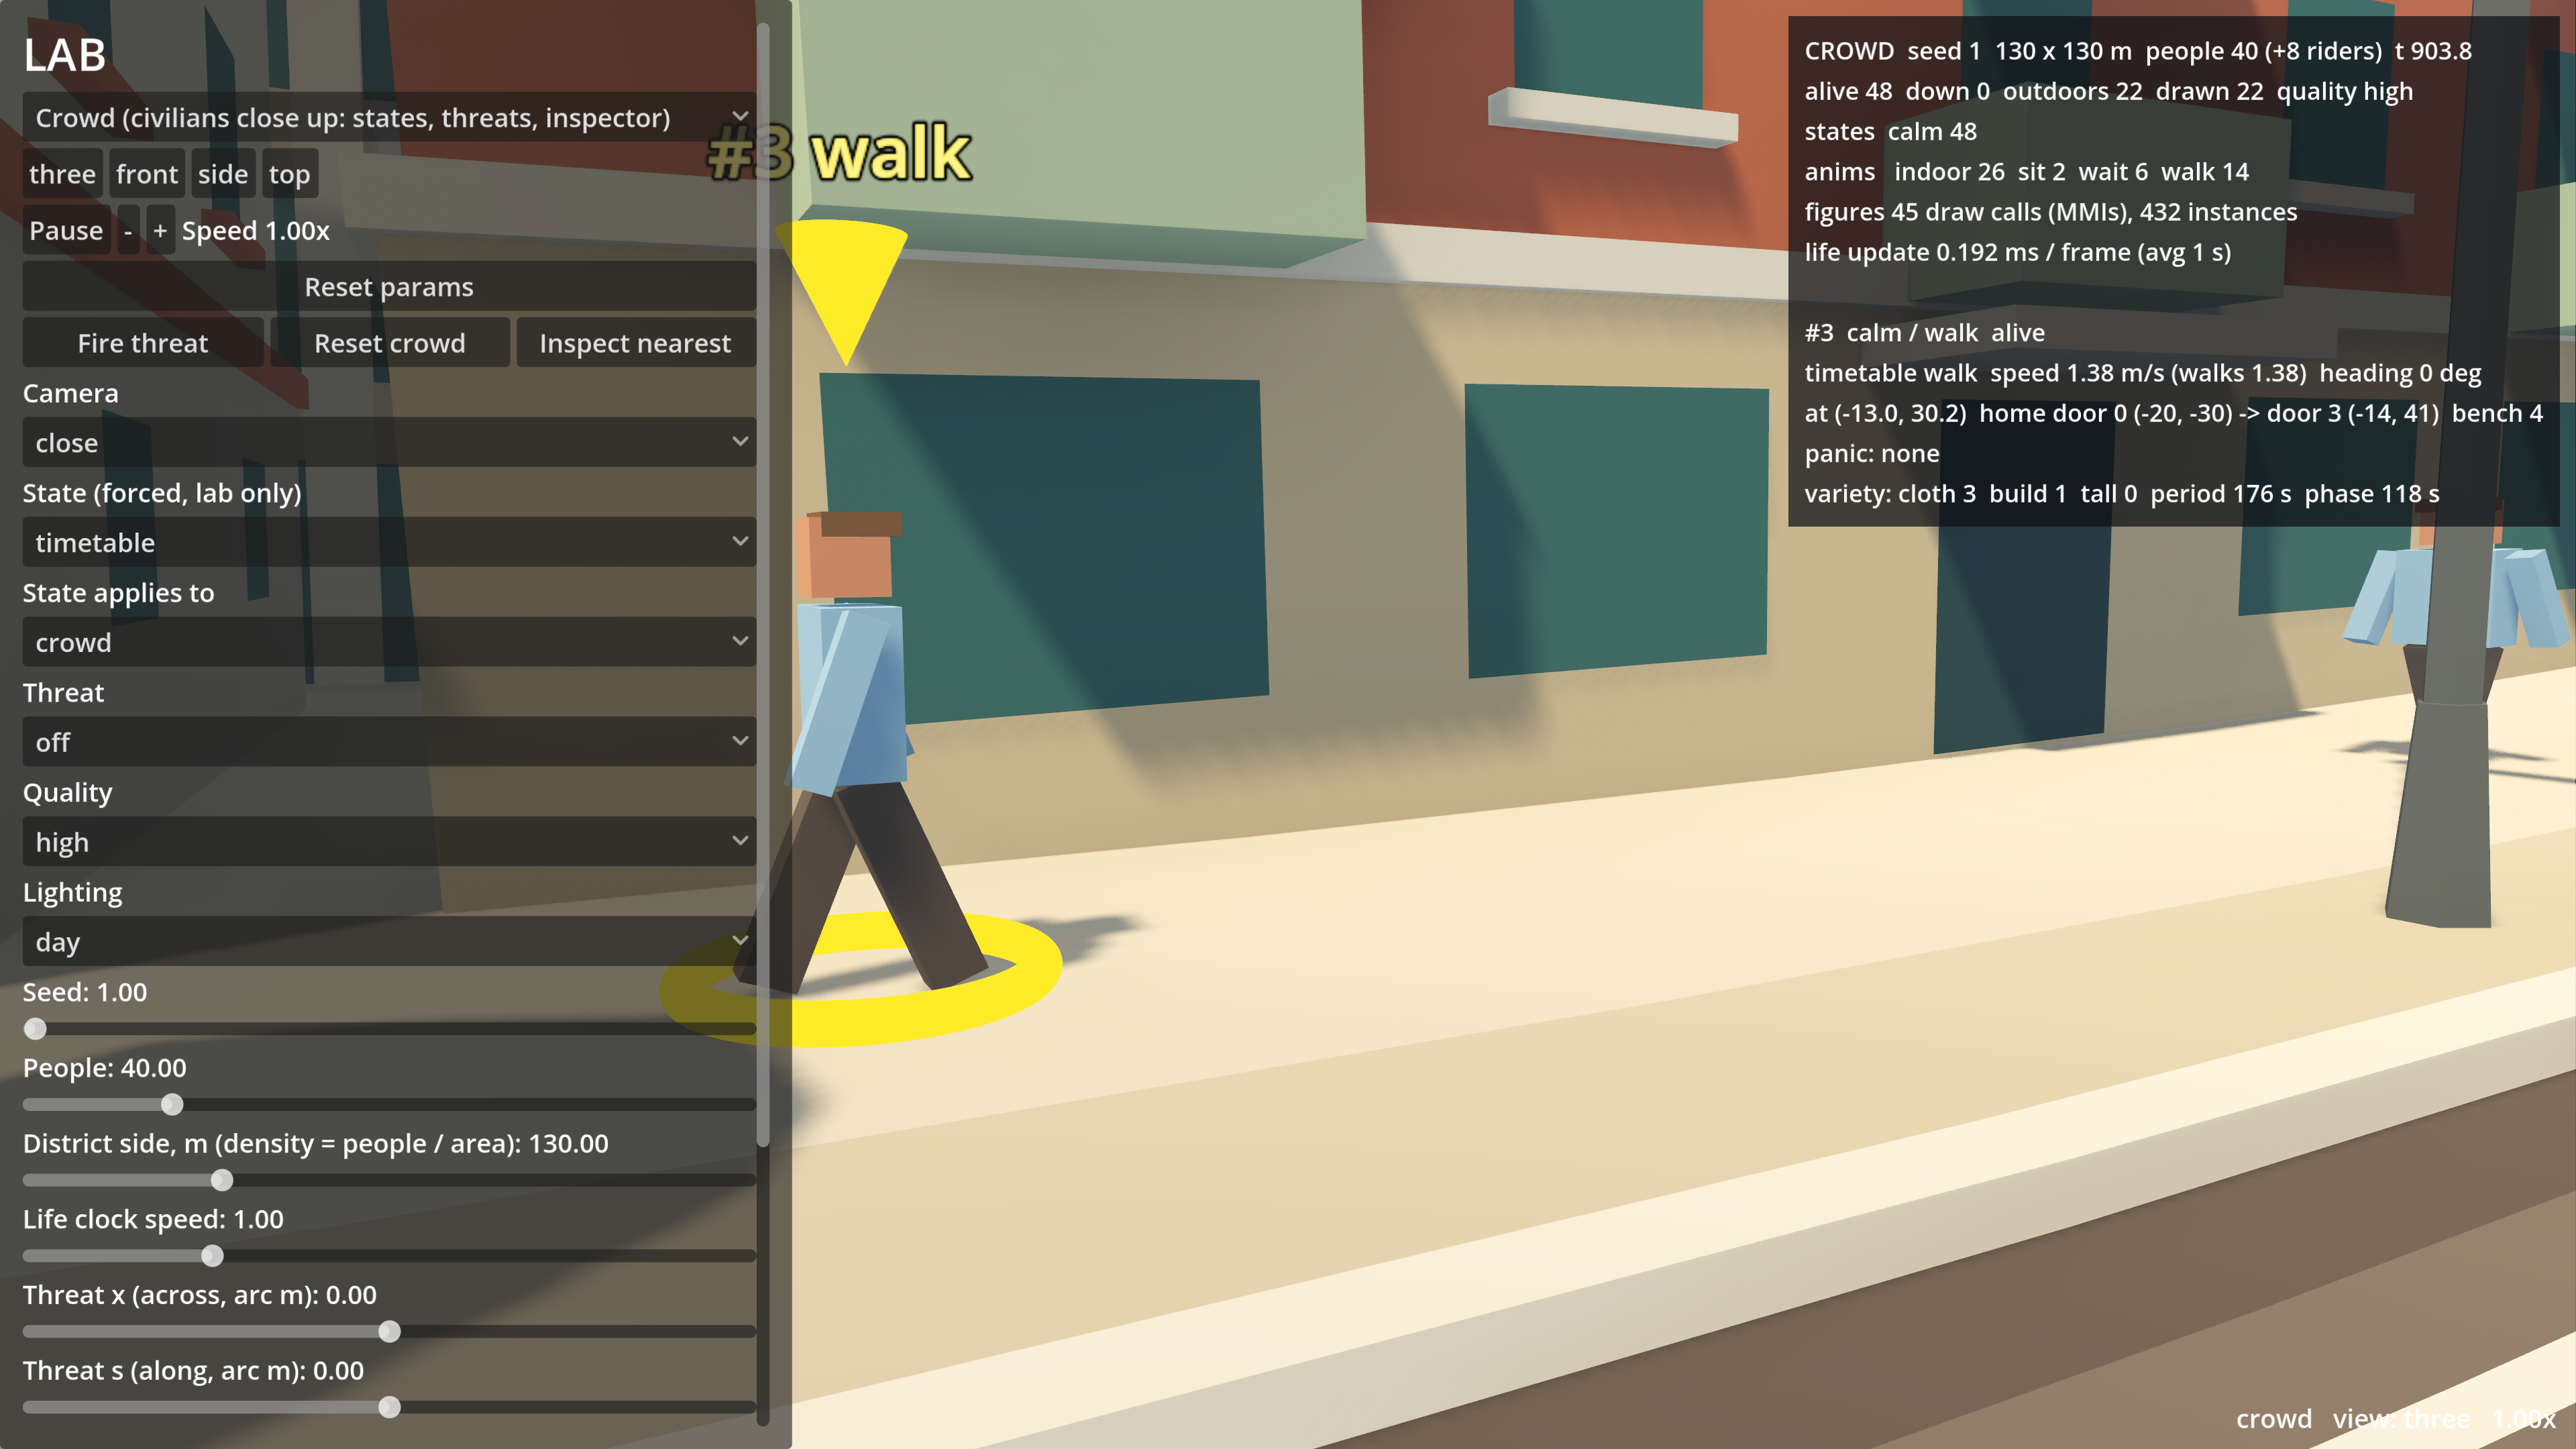 LAB
Crowd (civilians close up: states, threats, inspector)
three front side top
Pause - + Speed 1.00x
Reset params
Fire threat Reset crowd Inspect nearest
Camera
close
State (forced, lab only)
timetable
State applies to
crowd
Threat
off
Quality
high
Lighting
day
Seed: 1.00
People: 40.00
District side, m (density = people / area): 130.00
Life clock speed: 1.00
Threat x (across, arc m): 0.00
Threat s (along, arc m): 0.00
#3 walk
CROWD seed 1 130 x 130 m people 40 (+8 riders) t 903.8
alive 48 down 0 outdoors 22 drawn 22 quality high
states calm 48
anims indoor 26 sit 2 wait 6 walk 14
figures 45 draw calls (MMIs), 432 instances
life update 0.192 ms / frame (avg 1 s)
#3 calm / walk alive
timetable walk speed 1.38 m/s (walks 1.38) heading 0 deg
at (-13.0, 30.2) home door 0 (-20, -30) -> door 3 (-14, 41) bench 4
panic: none
variety: cloth 3 build 1 tall 0 period 176 s phase 118 s
crowd view: three 1.00x